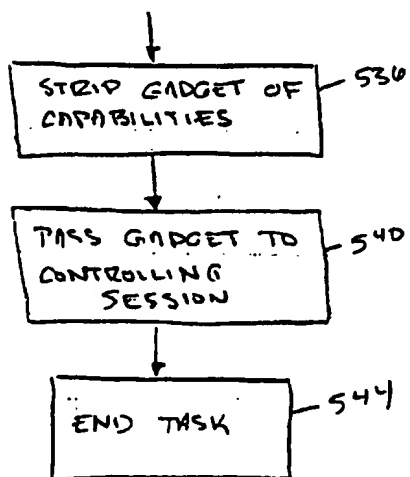 STRIP GADGET OF
CAPABILITIES
536
PASS GADGET TO
CONTROLLING
SESSION
540
END TASK
544